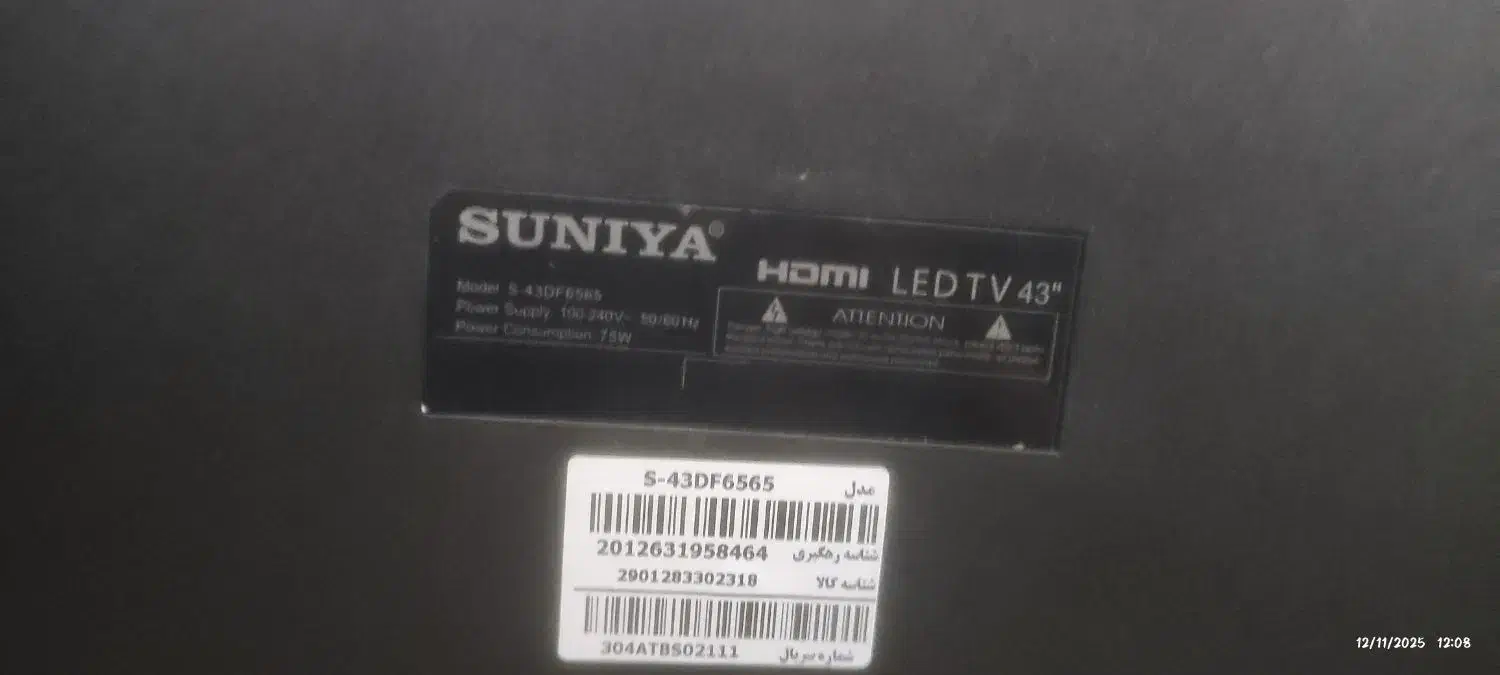 SUNIYA®
HDMI LED TV 43"
Model S-43DF6565
Power Supply 100-240V~ 50/60Hz
Power Consumption 75W
ATTENTION
S-43DF6565 مدل
2012631958464 شناسه رهگیری
2901283302318 شناسه کالا
304ATBS02111 شماره سریال
12/11/2025 12:08